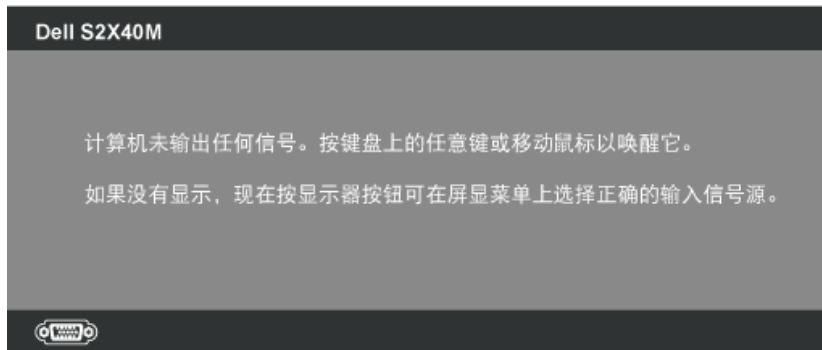 Dell S2X40M
计算机未输出任何信号。按键盘上的任意键或移动鼠标以唤醒它。
如果没有显示，现在按显示器按钮可在屏显菜单上选择正确的输入信号源。